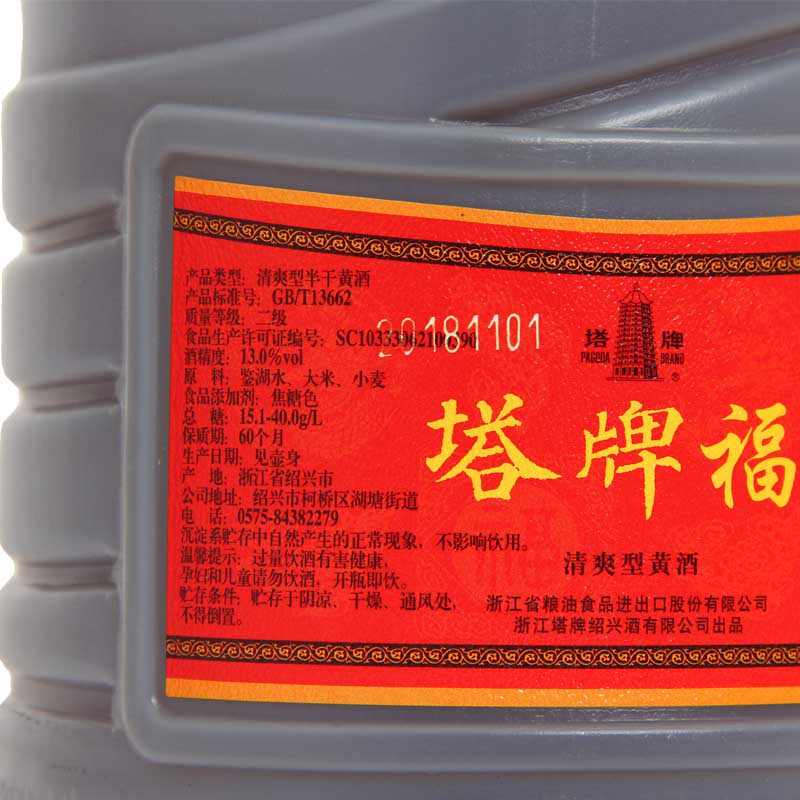 产品类型：清爽型半干黄酒
产品标准号：GB/T13662
质量等级：二级
食品生产许可证编号：
20181101
酒精度：13.0%vol
原 料：鉴湖水、大米、小麦
食品添加剂：焦糖色
总 糖：15.1-40.0g/L
保质期：60个月
生产日期：见壶身
产 地：浙江省绍兴市
公司地址：绍兴市柯桥区湖塘街道
电 话：0575-84382279
沉淀系贮存中自然产生的正常现象，不影响饮用。
温馨提示：过量饮酒有害健康，
孕妇和儿童请勿饮酒，开瓶即饮。
贮存条件：贮存于阴凉、干燥、通风处，
不得倒置。
塔 牌
PAGODA BRAND
®
塔牌福
清爽型黄酒
浙江省粮油食品进出口股份有限公司
浙江塔牌绍兴酒有限公司出品